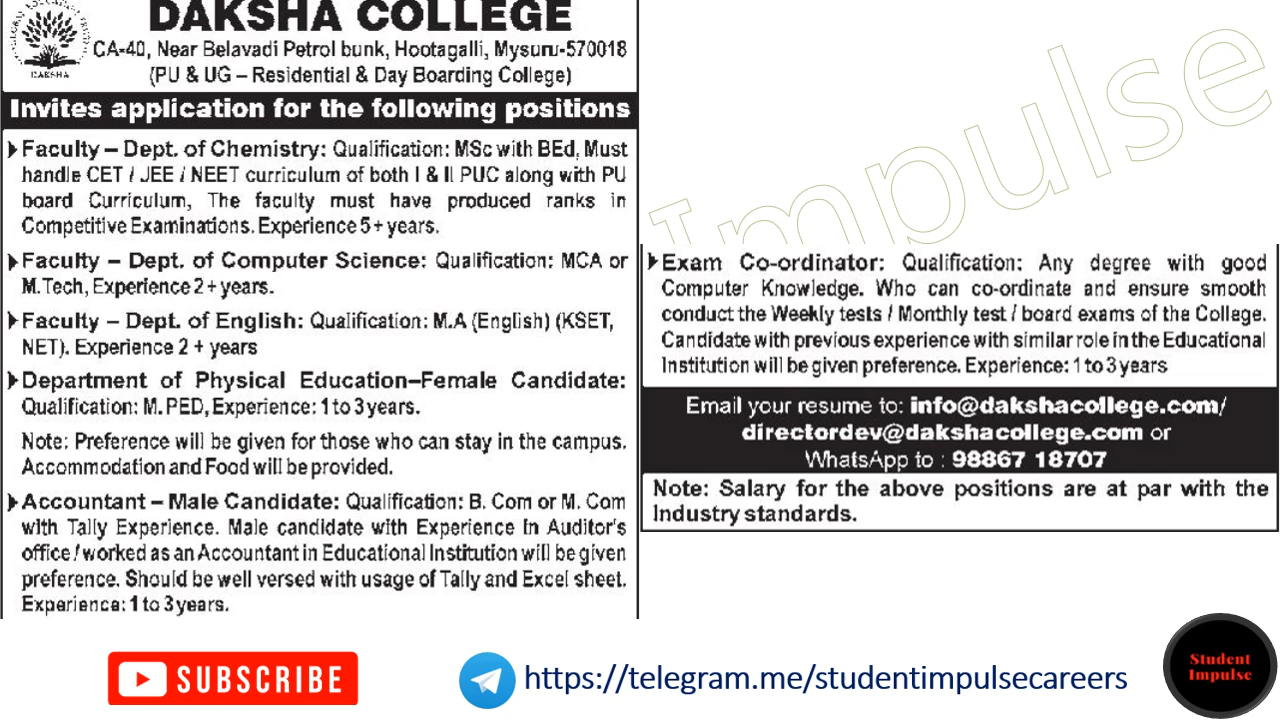 DAKSHA COLLEGE
DAKSHA
CA-40, Near Belavadi Petrol bunk, Hootagalli, Mysuru-570018
(PU & UG – Residential & Day Boarding College)
Invites application for the following positions
Faculty – Dept. of Chemistry: Qualification: MSc with BEd, Must
handle CET / JEE / NEET curriculum of both I & II PUC along with PU
board Curriculum, The faculty must have produced ranks in
Competitive Examinations. Experience 5+ years.
Faculty – Dept. of Computer Science: Qualification: MCA or
M.Tech, Experience 2+ years.
Faculty – Dept. of English: Qualification: M.A (English) (KSET,
NET). Experience 2 + years
Department of Physical Education–Female Candidate:
Qualification: M. PED, Experience: 1 to 3 years.
Note: Preference will be given for those who can stay in the campus.
Accommodation and Food will be provided.
Accountant – Male Candidate: Qualification: B. Com or M. Com
with Tally Experience. Male candidate with Experience in Auditor's
office / worked as an Accountant in Educational Institution will be given
preference. Should be well versed with usage of Tally and Excel sheet.
Experience: 1 to 3 years.
Impulse
Exam Co-ordinator: Qualification: Any degree with good
Computer Knowledge. Who can co-ordinate and ensure smooth
conduct the Weekly tests / Monthly test / board exams of the College.
Candidate with previous experience with similar role in the Educational
Institution will be given preference. Experience: 1 to 3 years
Email your resume to: info@dakshacollege.com/
directordev@dakshacollege.com or
WhatsApp to : 98867 18707
Note: Salary for the above positions are at par with the
Industry standards.
SUBSCRIBE
https://telegram.me/studentimpulsecareers
Student
Impulse